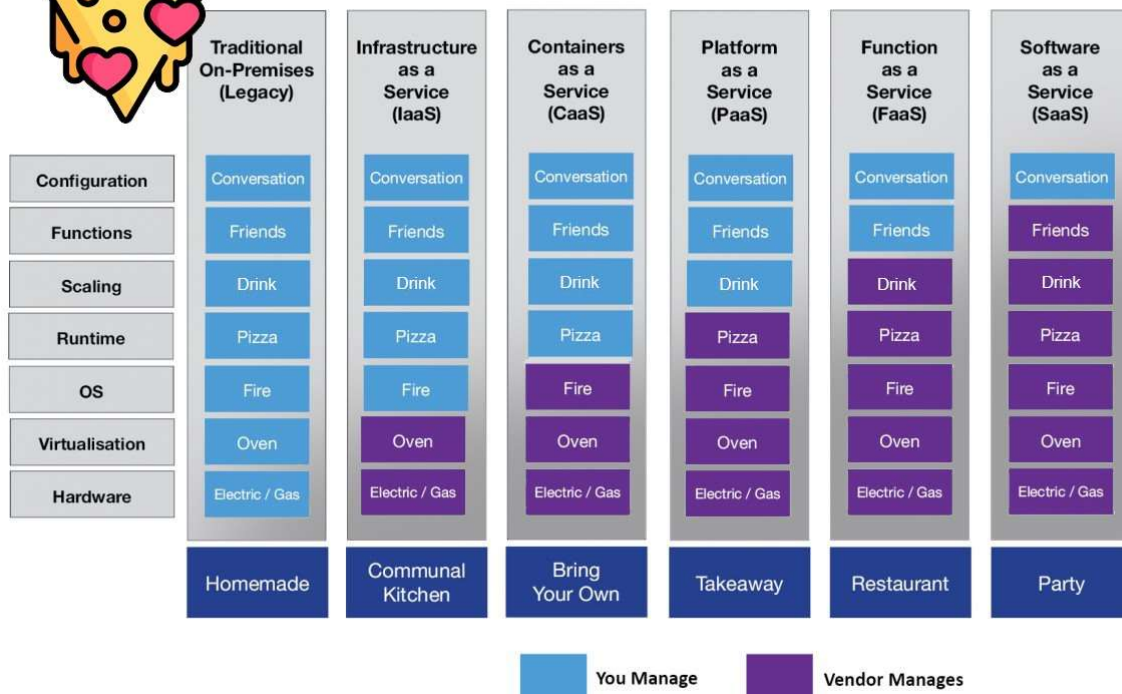 Traditional
On-Premises
(Legacy)
Infrastructure
as a
Service
(IaaS)
Containers
as a
Service
(CaaS)
Platform
as a
Service
(PaaS)
Function
as a
Service
(FaaS)
Software
as a
Service
(SaaS)
Configuration
Conversation
Conversation
Conversation
Conversation
Conversation
Conversation
Functions
Friends
Friends
Friends
Friends
Friends
Friends
Scaling
Drink
Drink
Drink
Drink
Drink
Drink
Runtime
Pizza
Pizza
Pizza
Pizza
Pizza
Pizza
OS
Fire
Fire
Fire
Fire
Fire
Fire
Virtualisation
Oven
Oven
Oven
Oven
Oven
Oven
Hardware
Electric / Gas
Electric / Gas
Electric / Gas
Electric / Gas
Electric / Gas
Electric / Gas
Homemade
Communal
Kitchen
Bring
Your Own
Takeaway
Restaurant
Party
You Manage
Vendor Manages